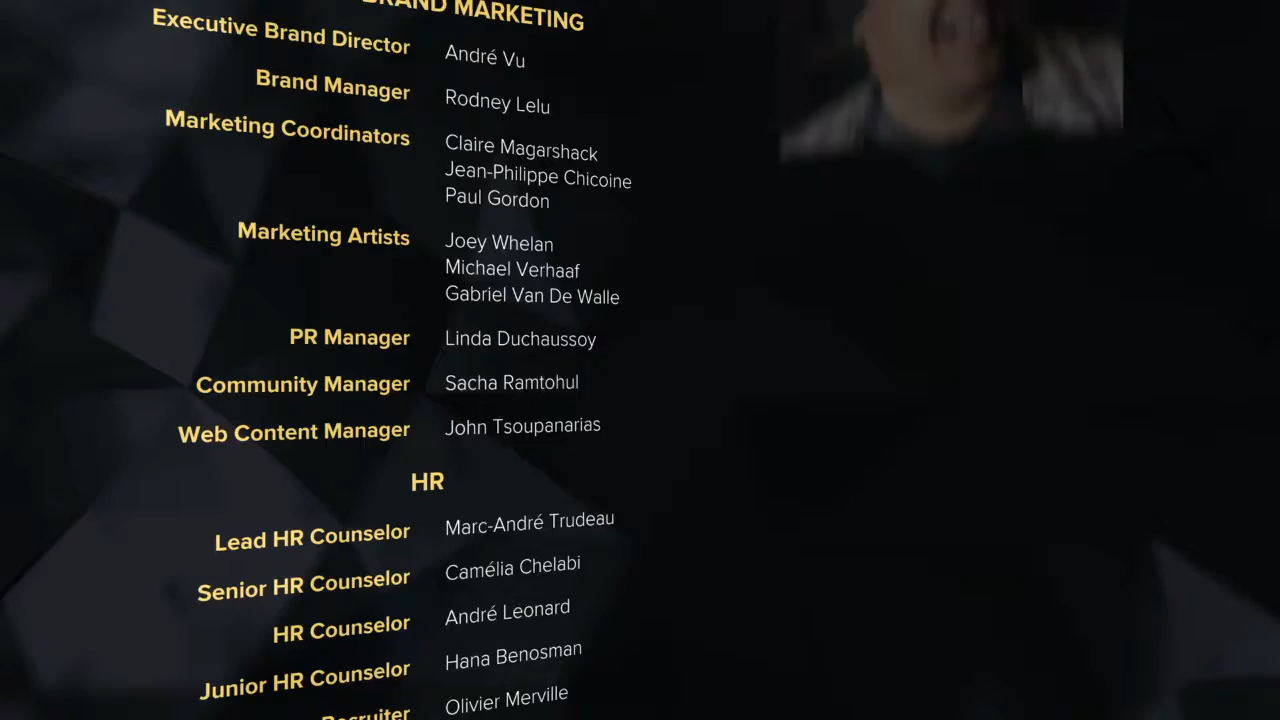 BRAND MARKETING
Executive Brand Director André Vu
Brand Manager Rodney Lelu
Marketing Coordinators Claire Magarshack
Jean-Philippe Chicoine
Paul Gordon
Marketing Artists Joey Whelan
Michael Verhaaf
Gabriel Van De Walle
PR Manager Linda Duchaussoy
Community Manager Sacha Ramtohul
Web Content Manager John Tsoupanarias
HR
Lead HR Counselor Marc-André Trudeau
Senior HR Counselor Camélia Chelabi
HR Counselor André Leonard
Junior HR Counselor Hana Benosman
Recruiter Olivier Merville